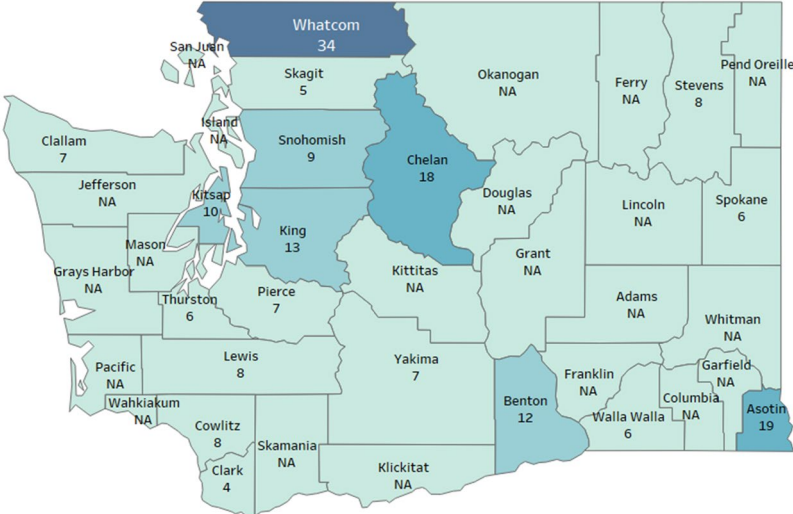 Whatcom
34
San Juan
NA
Skagit
5
Okanogan
NA
Ferry
NA
Stevens
8
Pend Oreille
NA
Island
NA
Clallam
7
Snohomish
9
Chelan
18
Jefferson
NA
Kitsap
10
Douglas
NA
Lincoln
NA
Spokane
6
King
13
Mason
NA
Grays Harbor
NA
Kittitas
NA
Grant
NA
Thurston
6
Pierce
7
Adams
NA
Whitman
NA
Pacific
NA
Lewis
8
Yakima
7
Franklin
NA
Garfield
NA
Wahkiakum
NA
Benton
12
Columbia
NA
Asotin
19
Walla Walla
6
Cowlitz
8
Skamania
NA
Clark
4
Klickitat
NA